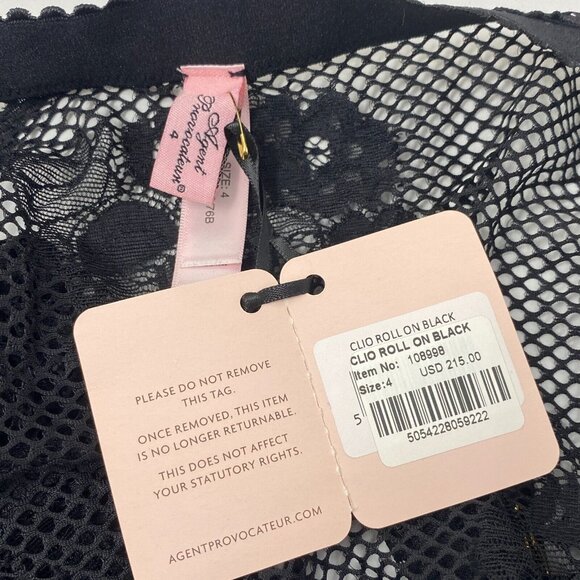 Agent
Provocateur®
4
SIZE: 4
76B
PLEASE DO NOT REMOVE
THIS TAG.
ONCE REMOVED, THIS ITEM
IS NO LONGER RETURNABLE.
THIS DOES NOT AFFECT
YOUR STATUTORY RIGHTS.
AGENTPROVOCATEUR.COM
CLIO ROLL ON BLACK
CLIO ROLL ON BLACK
Item No: 108998
Size:4 USD 215.00
5
5054228059222